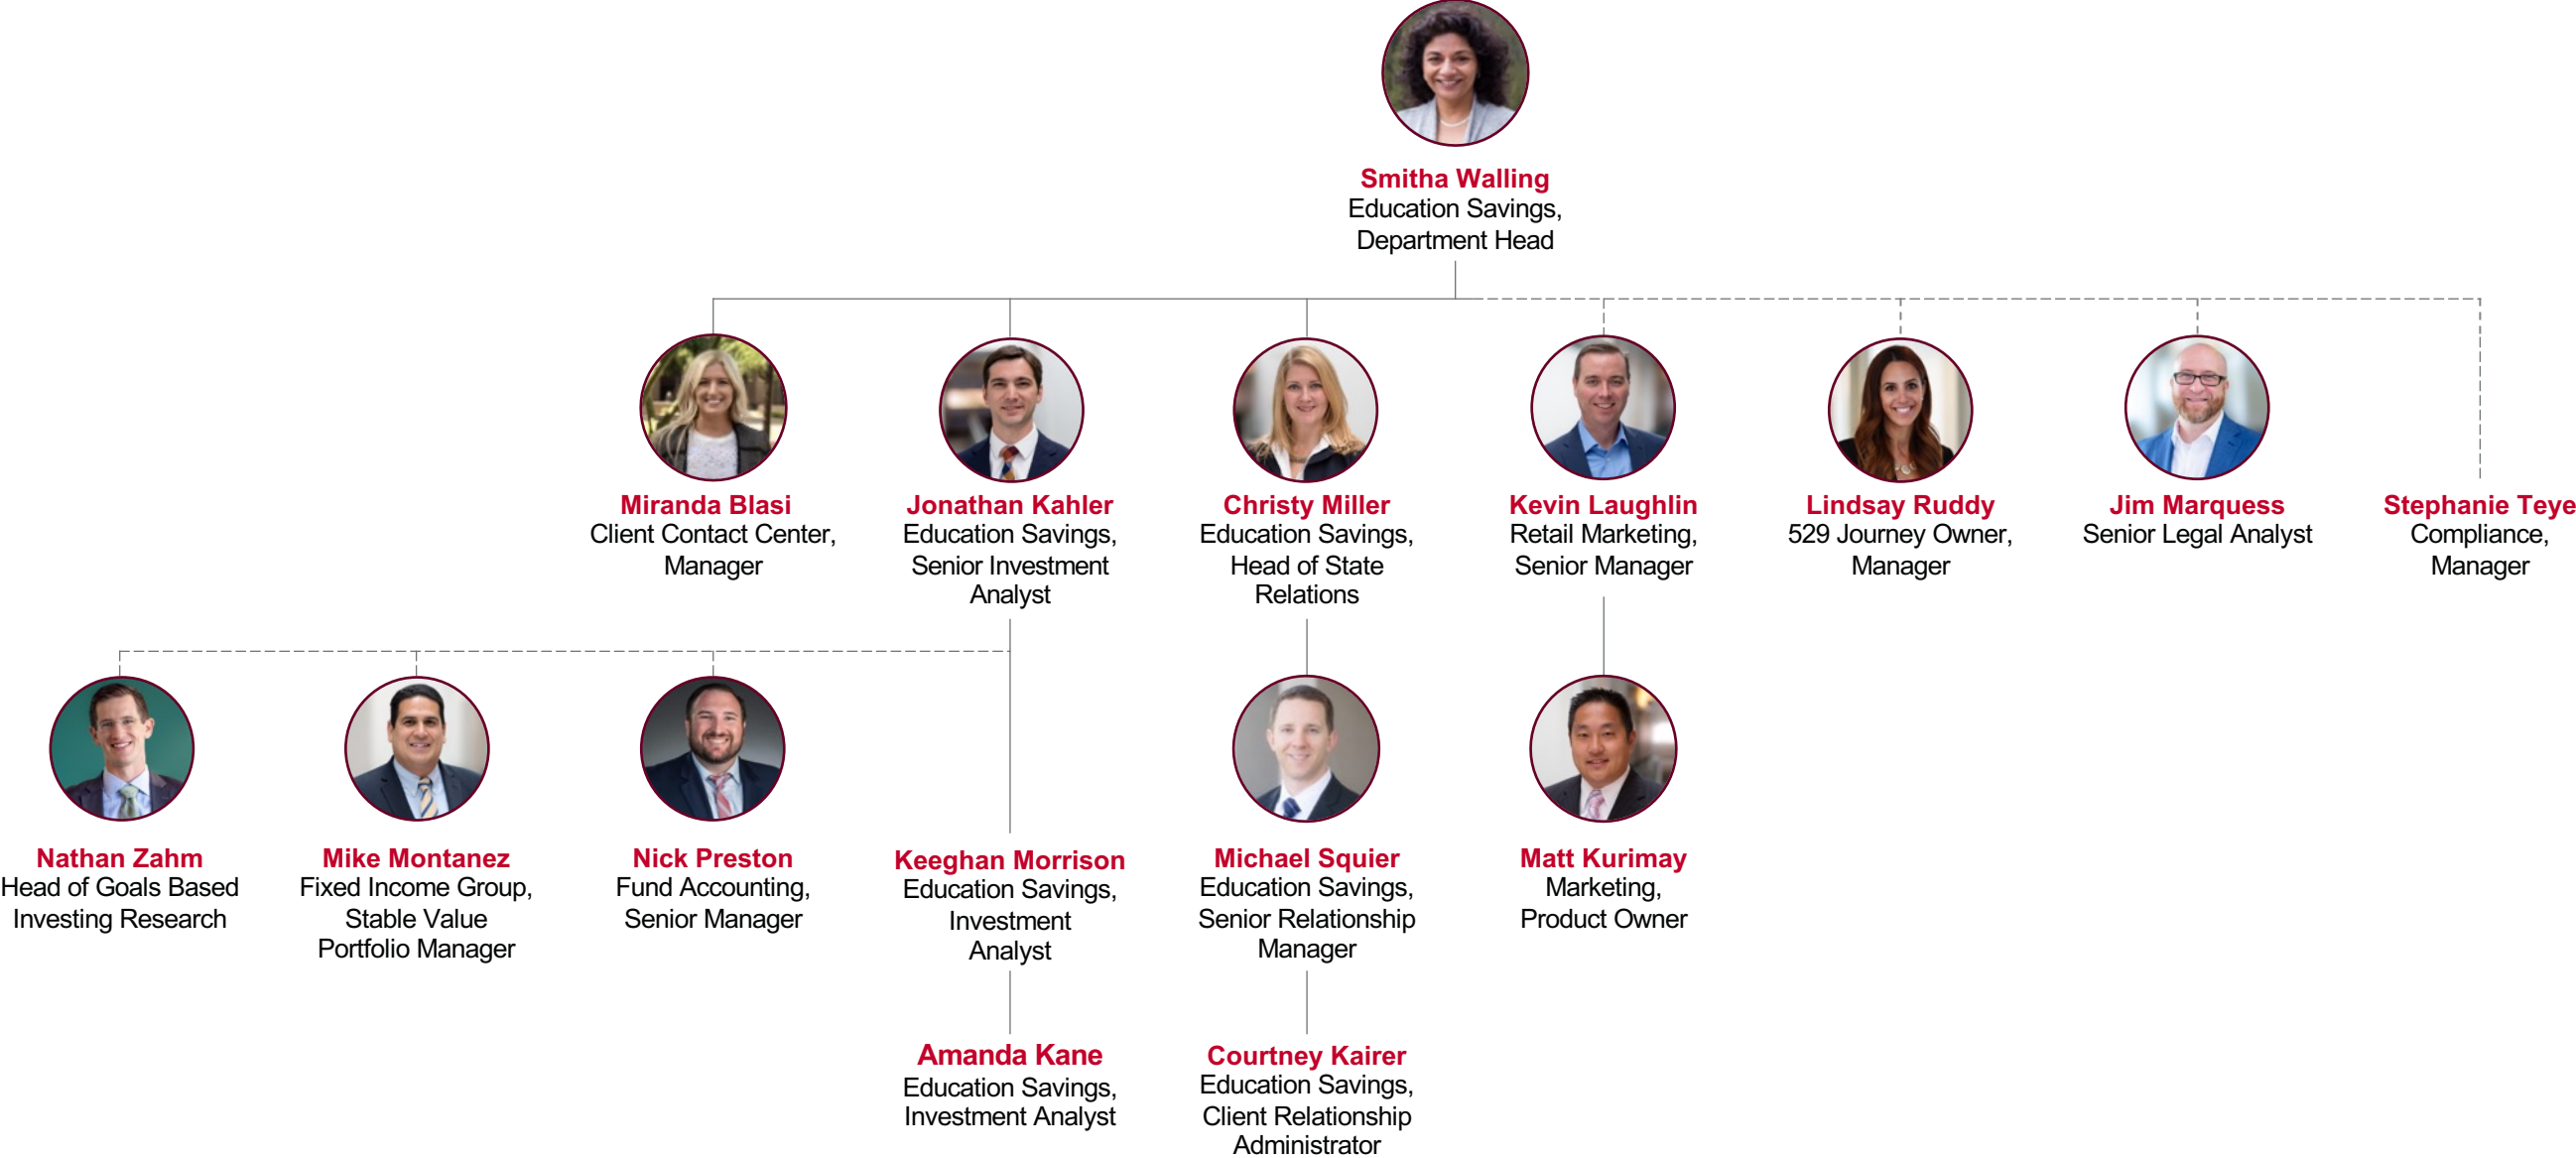 Smitha Walling
Education Savings,
Department Head
Miranda Blasi
Client Contact Center,
Manager
Jonathan Kahler
Education Savings,
Senior Investment
Analyst
Christy Miller
Education Savings,
Head of State
Relations
Kevin Laughlin
Retail Marketing,
Senior Manager
Lindsay Ruddy
529 Journey Owner,
Manager
Jim Marquess
Senior Legal Analyst
Stephanie Teye
Compliance,
Manager
Nathan Zahm
Head of Goals Based
Investing Research
Mike Montanez
Fixed Income Group,
Stable Value
Portfolio Manager
Nick Preston
Fund Accounting,
Senior Manager
Keeghan Morrison
Education Savings,
Investment
Analyst
Michael Squier
Education Savings,
Senior Relationship
Manager
Matt Kurimay
Marketing,
Product Owner
Amanda Kane
Education Savings,
Investment Analyst
Courtney Kairer
Education Savings,
Client Relationship
Administrator